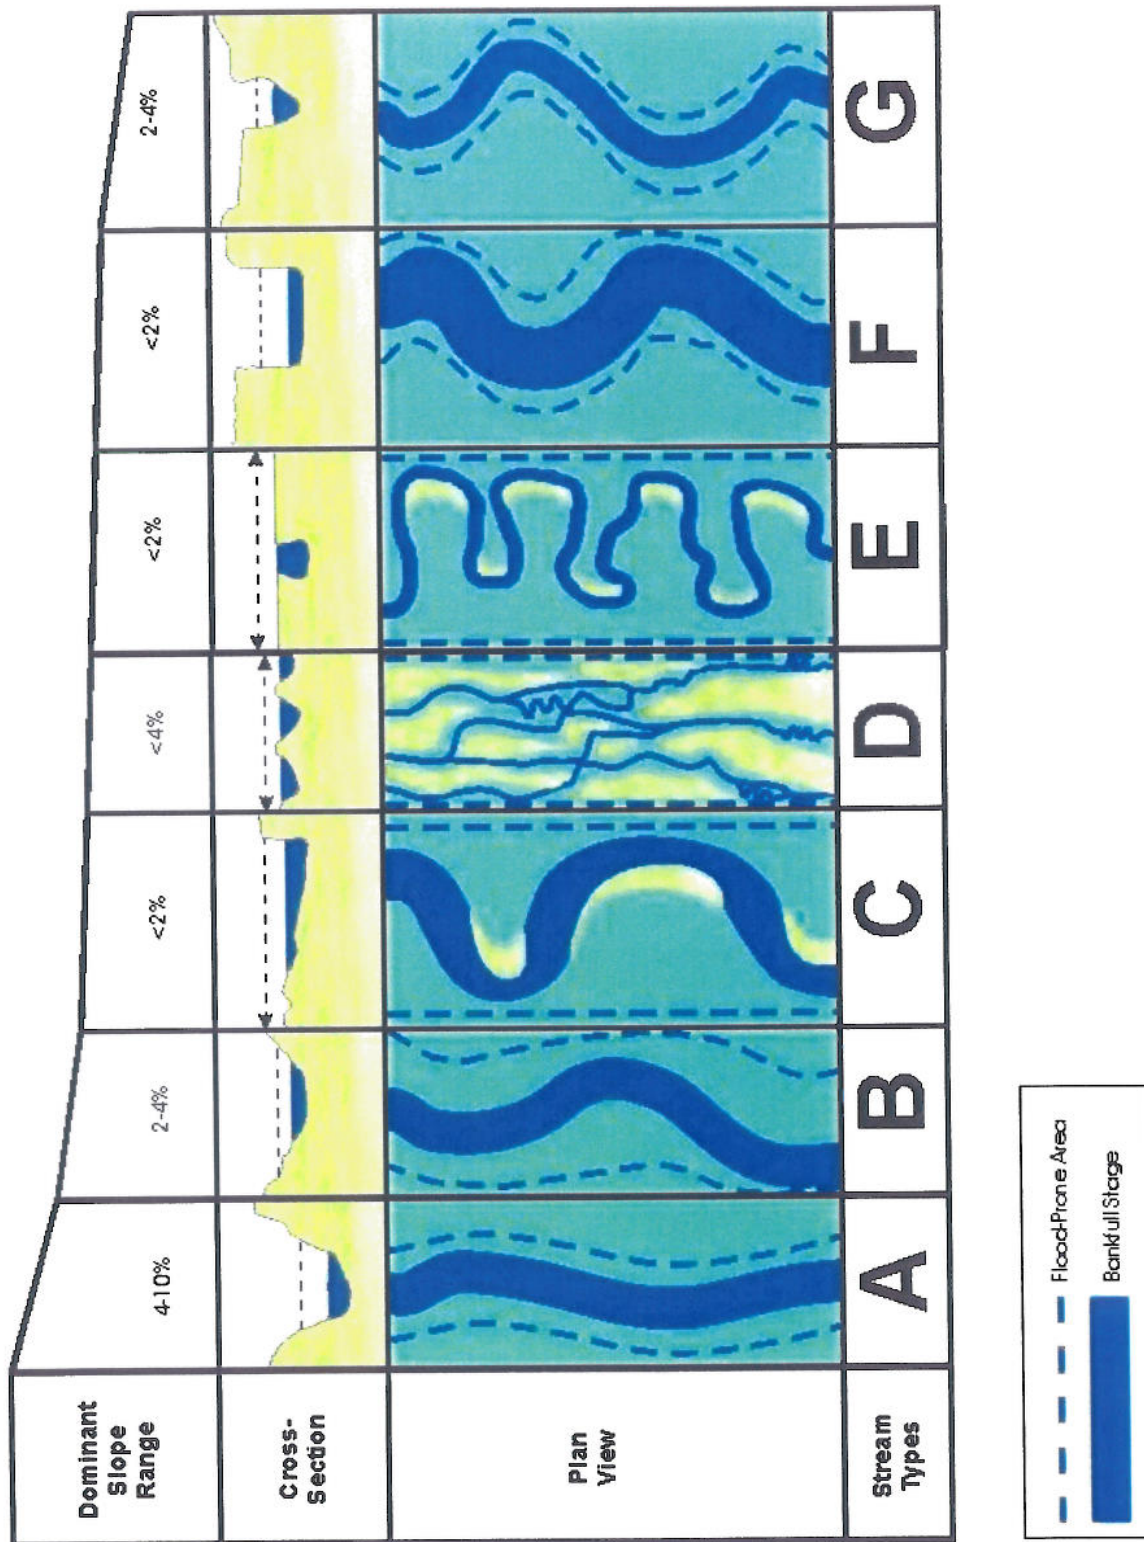 Dominant
Slope
Range
4-10%
2-4%
<2%
<4%
<2%
<2%
2-4%
Cross-
Section
Plan
View
Stream
Types
A
B
C
D
E
F
G
Flood-Prone Area
Bankfull Stage